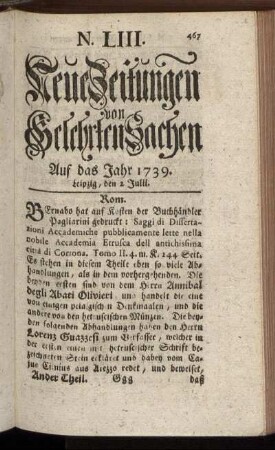 N. LIII. 467
Neue Zeitungen
von
Gelehrten Sachen
Auf das Jahr 1739.
Leipzig, den 2 Julii.
Rom.
BErnabo hat auf Kosten der Buchhändler
Pagliarini gedruckt: Saggi di Disserta-
zioni Accademiche pubblicamente lette nella
nobile Accademia Etrusca dell antichissima
città di Cortona. Tomo II. 4. m. K. 244 Seit.
Es stehen in diesem Theile eben so viele Ab-
handlungen, als in dem vorhergehenden. Die
beyden ersten sind von dem Herrn Annibal
degli Abati Olivieri, und handelt die eine
von einigen pelasgischen Denkmaalen, und die
andere von den hetruscischen Münzen. Die bey-
den folgenden Abhandlungen haben den Herrn
Lorenz Guazzesi zum Verfasser, welcher in
der ersten einen mit hetruscischer Schrift be-
zeichneten Stein erkläret und dabey vom Ca-
jus Cilnius aus Arezzo redet, und beweiset,
Ander Theil. Ggg daß